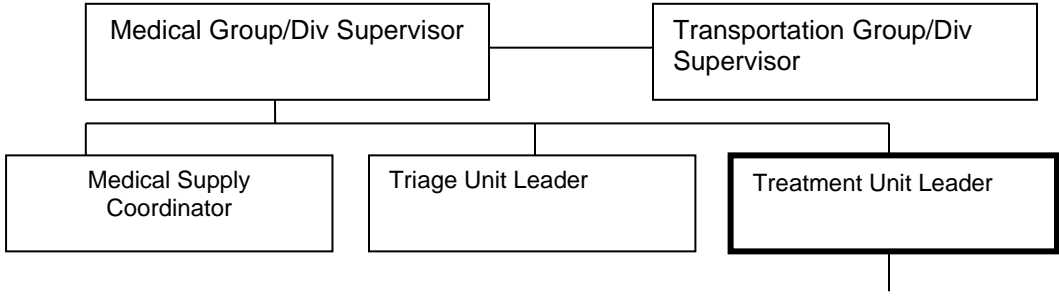 Medical Group/Div Supervisor
Transportation Group/Div
Supervisor
Medical Supply
Coordinator
Triage Unit Leader
Treatment Unit Leader